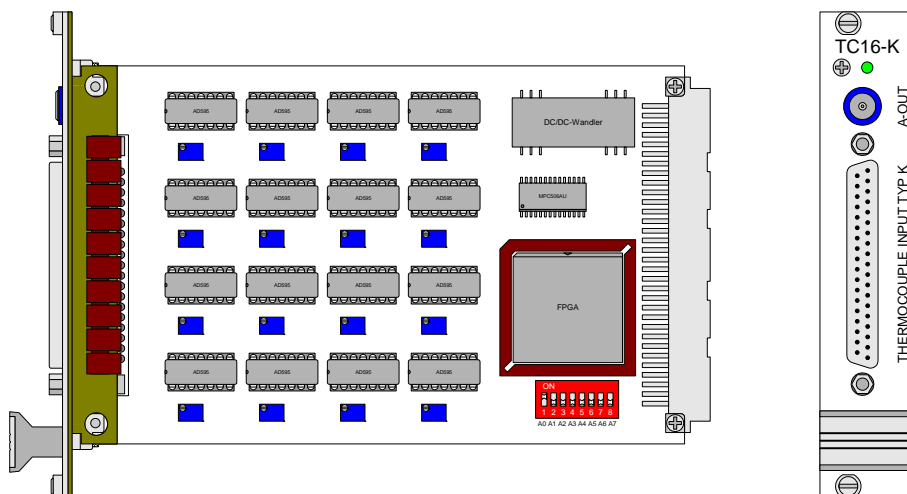 TC16-K
A-OUT
THERMOCOUPLE INPUT TYP K
AD595 AD595 AD595 AD595
DC/DC-Wandler
AD595 AD595 AD595 AD595
MPC506AU
AD595 AD595 AD595 AD595
FPGA
AD595 AD595 AD595 AD595
ON
1 2 3 4 5 6 7 8
A0 A1 A2 A3 A4 A5 A6 A7